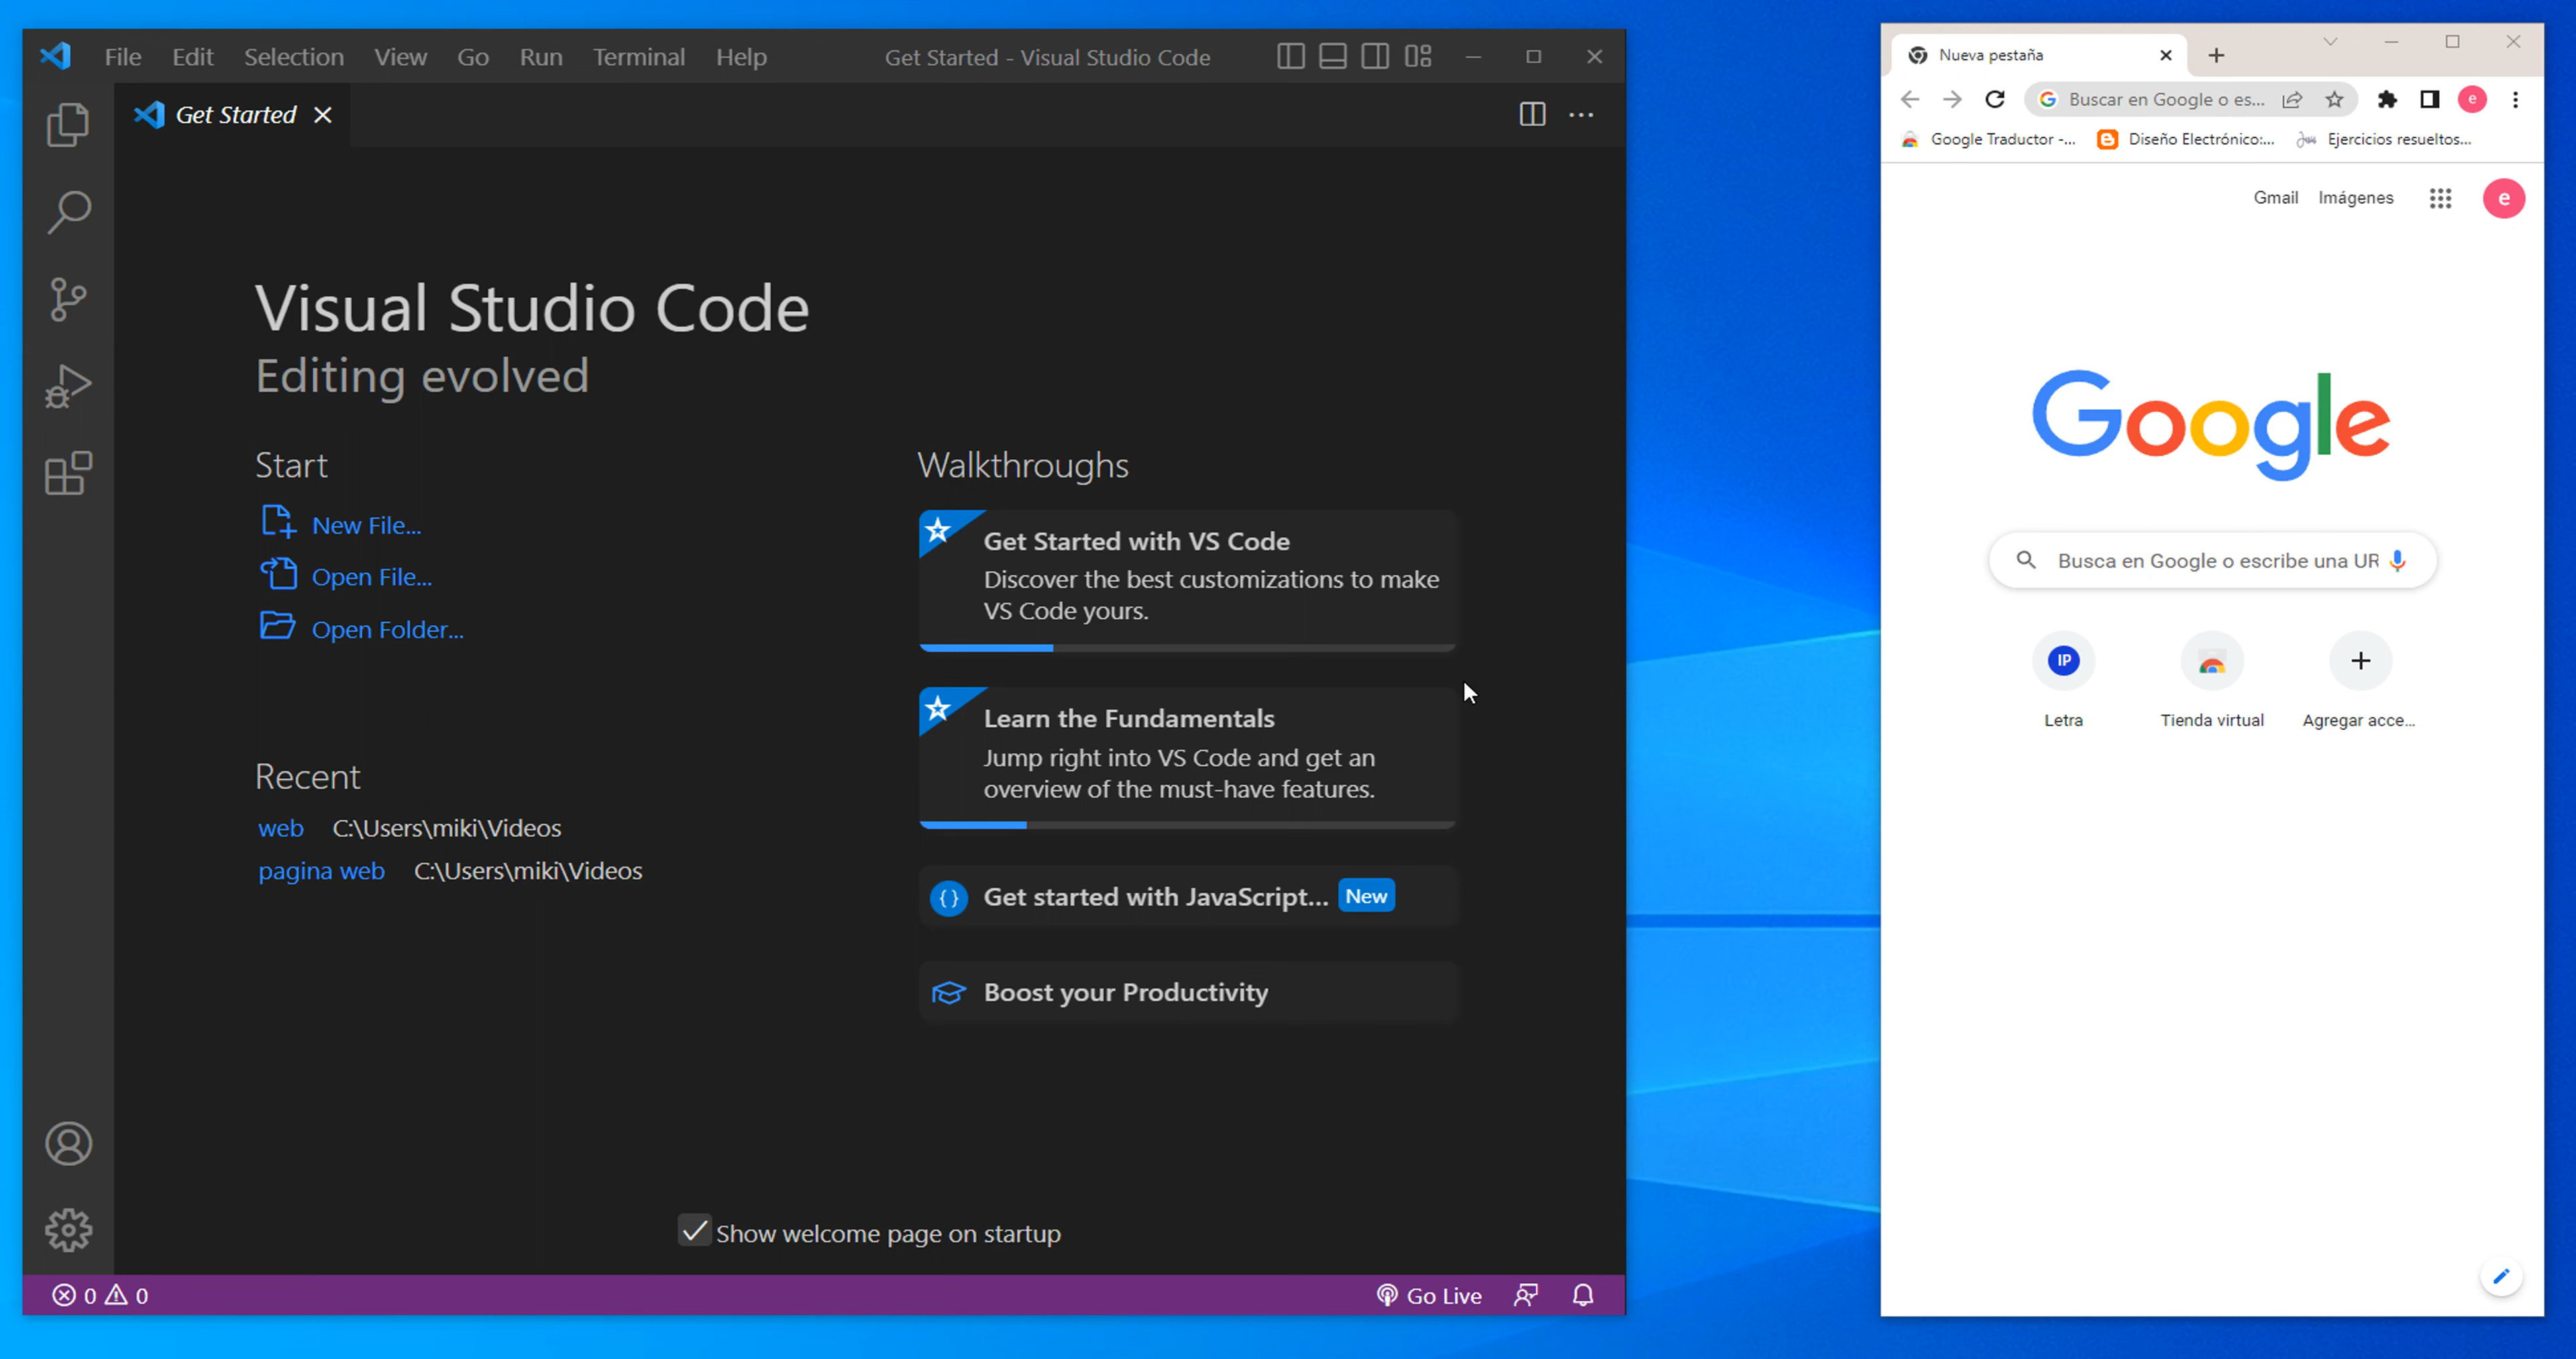 File Edit Selection View Go Run Terminal Help Get Started - Visual Studio Code
Get Started
Visual Studio Code
Editing evolved
Start
New File...
Open File...
Open Folder...
Recent
web C:\Users\miki\Videos
pagina web C:\Users\miki\Videos
Walkthroughs
Get Started with VS Code
Discover the best customizations to make
VS Code yours.
Learn the Fundamentals
Jump right into VS Code and get an
overview of the must-have features.
{} Get started with JavaScript... New
Boost your Productivity
Show welcome page on startup
0 0 Go Live
Nueva pestaña
G Buscar en Google o es... e
Google Traductor -... Diseño Electrónico:... Ejercicios resueltos...
Gmail Imágenes e
Google
Busca en Google o escribe una UR
IP
Letra Tienda virtual Agregar acce...